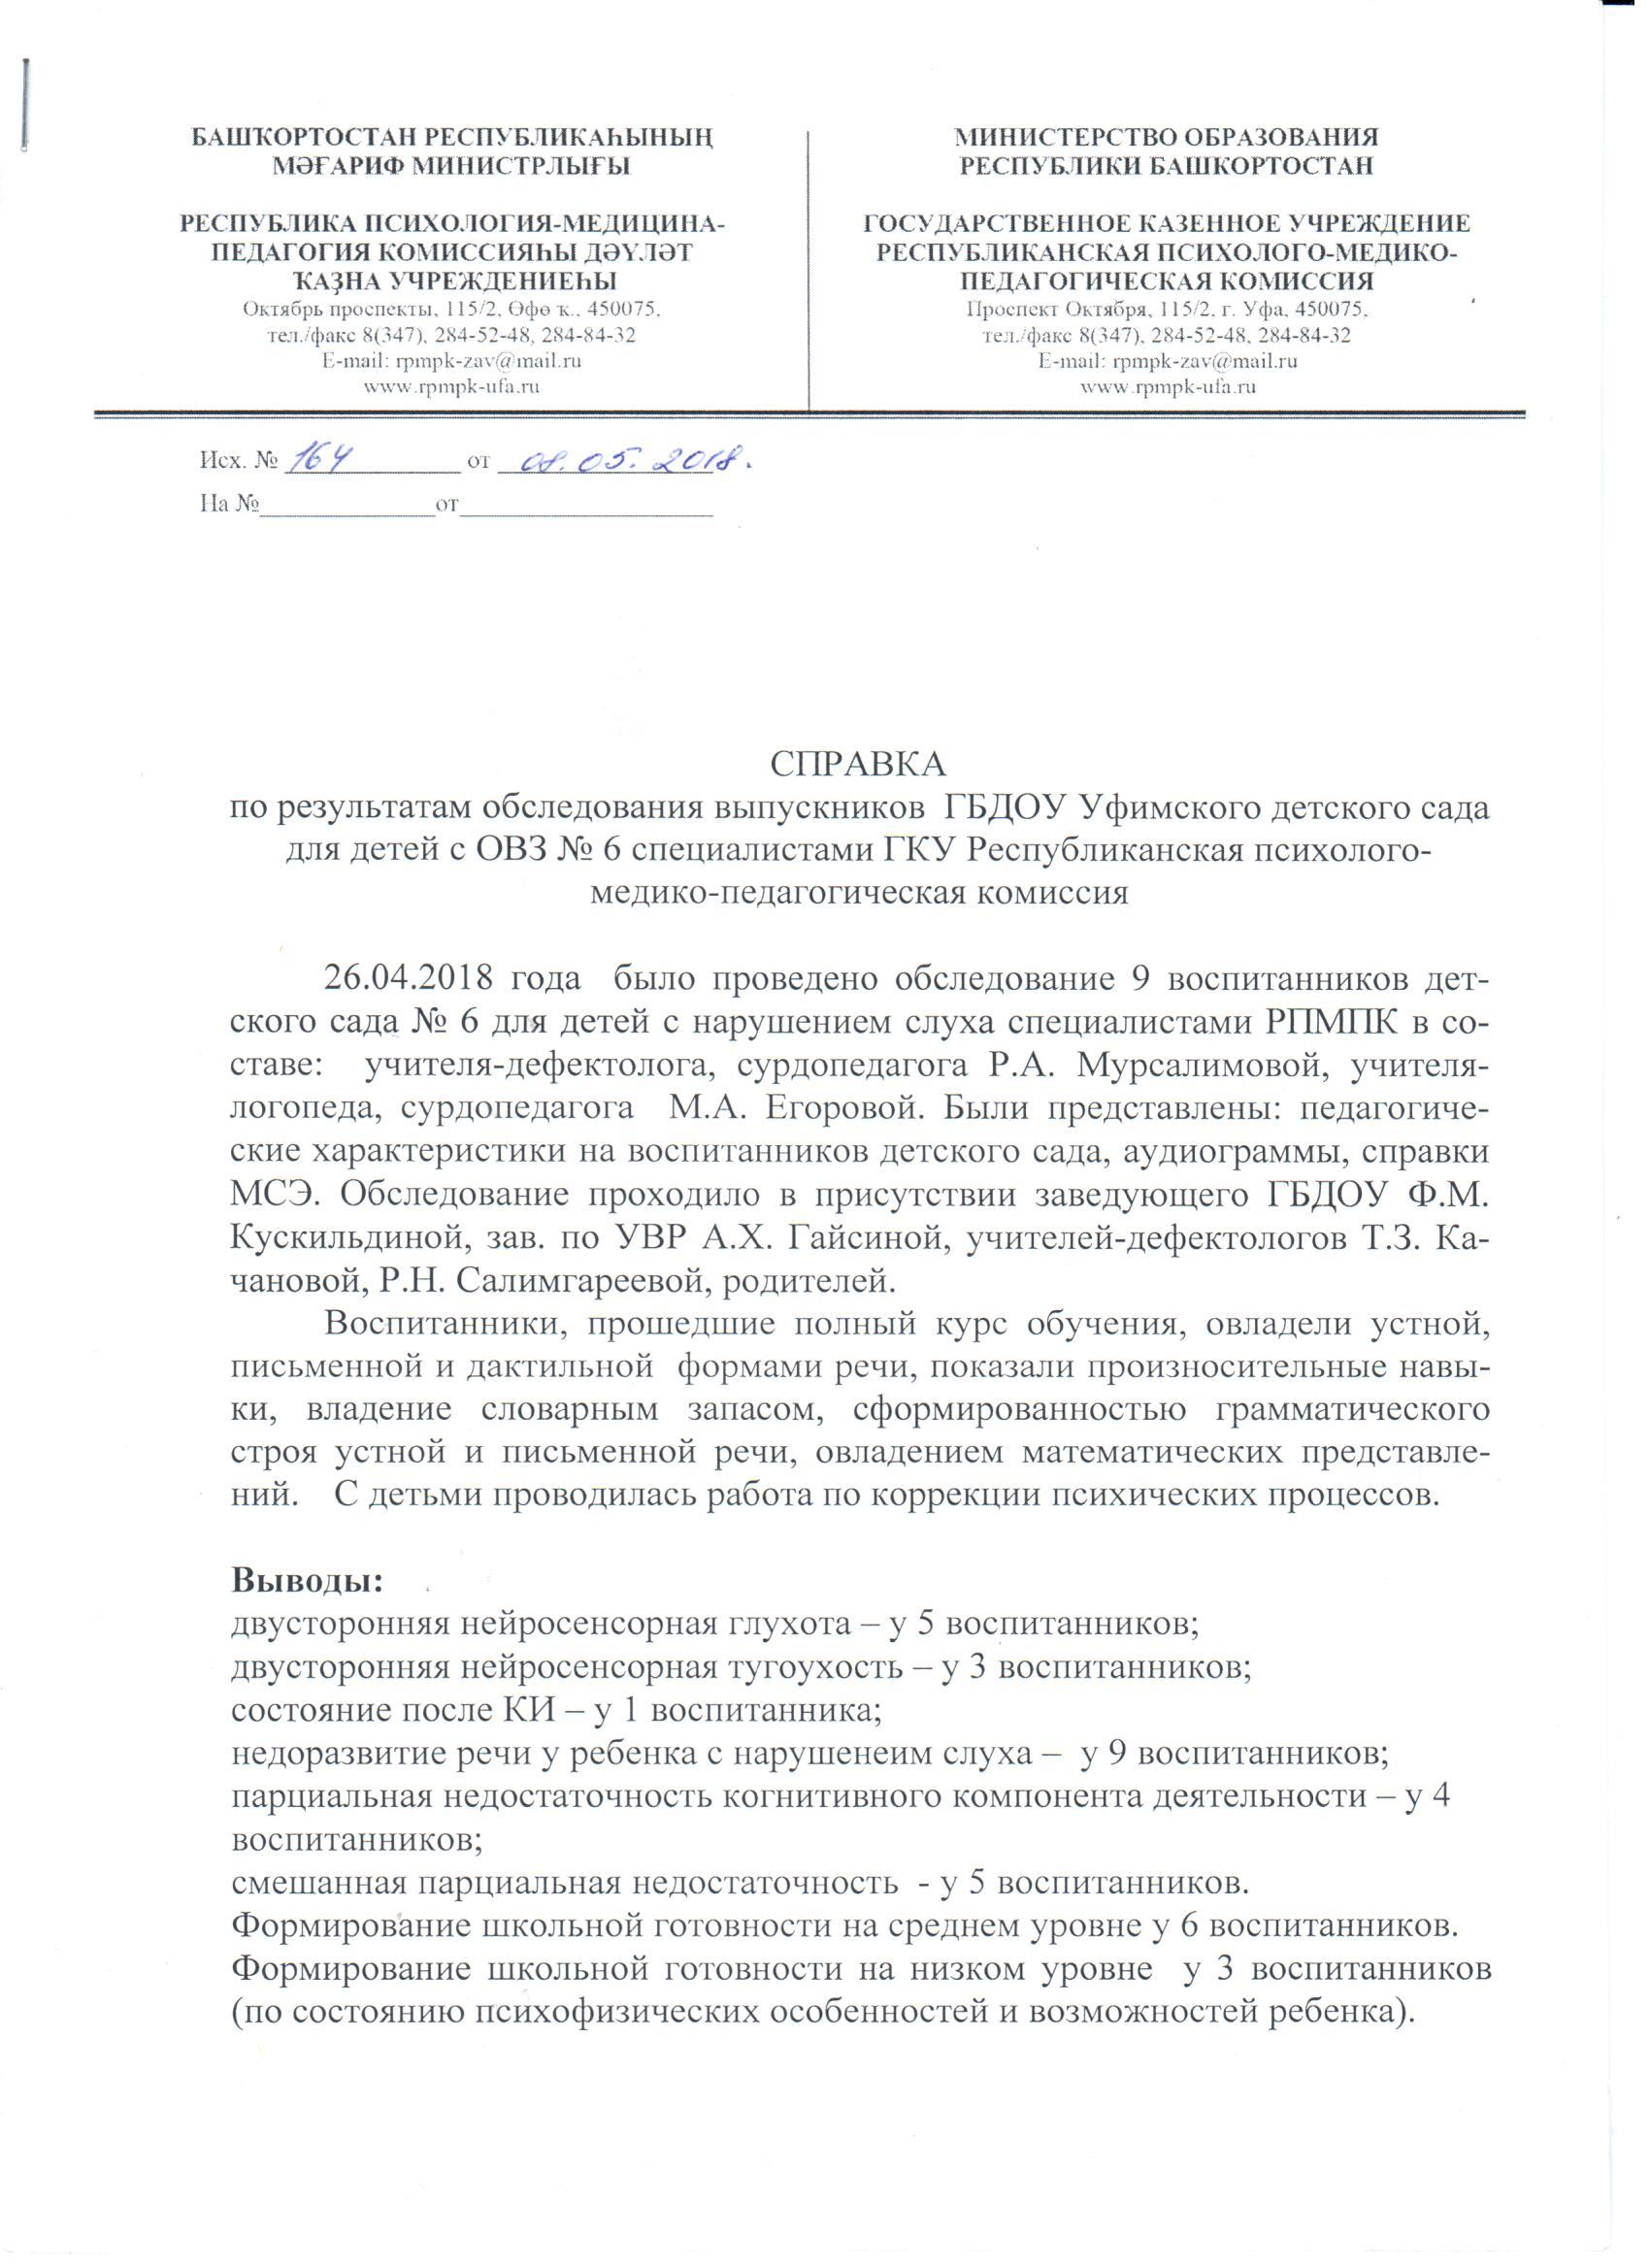 БАШҠОРТОСТАН РЕСПУБЛИКАҺЫНЫҢ
МӘҒАРИФ МИНИСТРЛЫҒЫ
РЕСПУБЛИКА ПСИХОЛОГИЯ-МЕДИЦИНА-
ПЕДАГОГИЯ КОМИССИЯҺЫ ДӘҮЛӘТ
ҠАҘНА УЧРЕЖДЕНИЕҺЫ
Октябрь проспекты, 115/2, Өфө ҡ., 450075,
тел./факс 8(347), 284-52-48, 284-84-32
E-mail: rpmpk-zav@mail.ru
www.rpmpk-ufa.ru
МИНИСТЕРСТВО ОБРАЗОВАНИЯ
РЕСПУБЛИКИ БАШКОРТОСТАН
ГОСУДАРСТВЕННОЕ КАЗЕННОЕ УЧРЕЖДЕНИЕ
РЕСПУБЛИКАНСКАЯ ПСИХОЛОГО-МЕДИКО-
ПЕДАГОГИЧЕСКАЯ КОМИССИЯ
Проспект Октября, 115/2, г. Уфа, 450075,
тел./факс 8(347), 284-52-48, 284-84-32
E-mail: rpmpk-zav@mail.ru
www.rpmpk-ufa.ru
Исх. № 164 от 08.05.2018.
На №______________от____________________
СПРАВКА
по результатам обследования выпускников ГБДОУ Уфимского детского сада
для детей с ОВЗ № 6 специалистами ГКУ Республиканская психолого-
медико-педагогическая комиссия
26.04.2018 года было проведено обследование 9 воспитанников дет-
ского сада № 6 для детей с нарушением слуха специалистами РПМПК в со-
ставе: учителя-дефектолога, сурдопедагога Р.А. Мурсалимовой, учителя-
логопеда, сурдопедагога М.А. Егоровой. Были представлены: педагогиче-
ские характеристики на воспитанников детского сада, аудиограммы, справки
МСЭ. Обследование проходило в присутствии заведующего ГБДОУ Ф.М.
Кускильдиной, зав. по УВР А.Х. Гайсиной, учителей-дефектологов Т.З. Ка-
чановой, Р.Н. Салимгареевой, родителей.
Воспитанники, прошедшие полный курс обучения, овладели устной,
письменной и дактильной формами речи, показали произносительные навы-
ки, владение словарным запасом, сформированностью грамматического
строя устной и письменной речи, овладением математических представле-
ний. С детьми проводилась работа по коррекции психических процессов.
Выводы:
двусторонняя нейросенсорная глухота – у 5 воспитанников;
двусторонняя нейросенсорная тугоухость – у 3 воспитанников;
состояние после КИ – у 1 воспитанника;
недоразвитие речи у ребенка с нарушенеим слуха – у 9 воспитанников;
парциальная недостаточность когнитивного компонента деятельности – у 4
воспитанников;
смешанная парциальная недостаточность - у 5 воспитанников.
Формирование школьной готовности на среднем уровне у 6 воспитанников.
Формирование школьной готовности на низком уровне у 3 воспитанников
(по состоянию психофизических особенностей и возможностей ребенка).